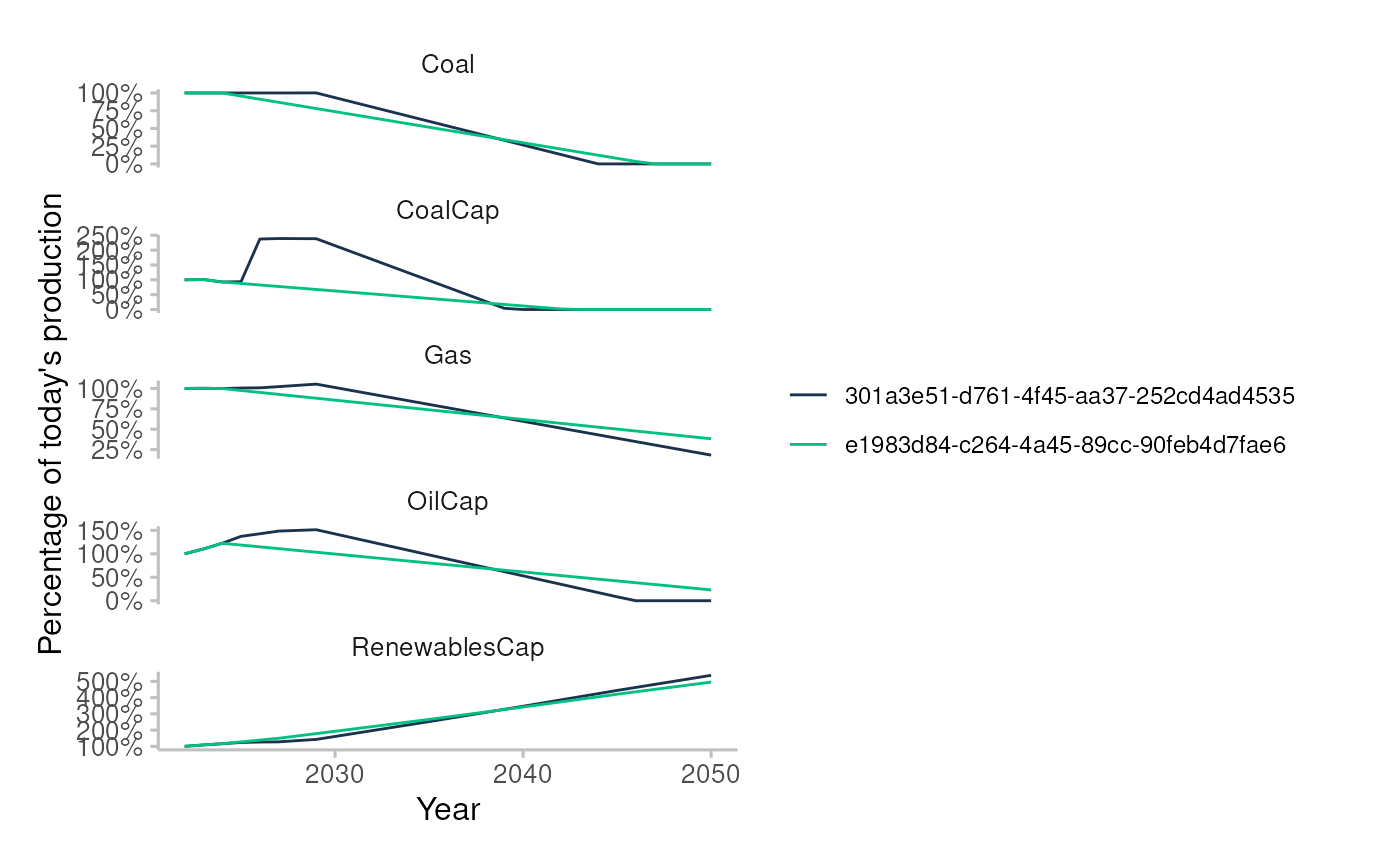 Coal
100%
75%
50%
25%
0%
CoalCap
250%
200%
150%
100%
50%
0%
Gas
100%
75%
50%
25%
OilCap
150%
100%
50%
0%
RenewablesCap
500%
400%
300%
200%
100%
2030 2040 2050
Year
Percentage of today's production
301a3e51-d761-4f45-aa37-252cd4ad4535
e1983d84-c264-4a45-89cc-90feb4d7fae6